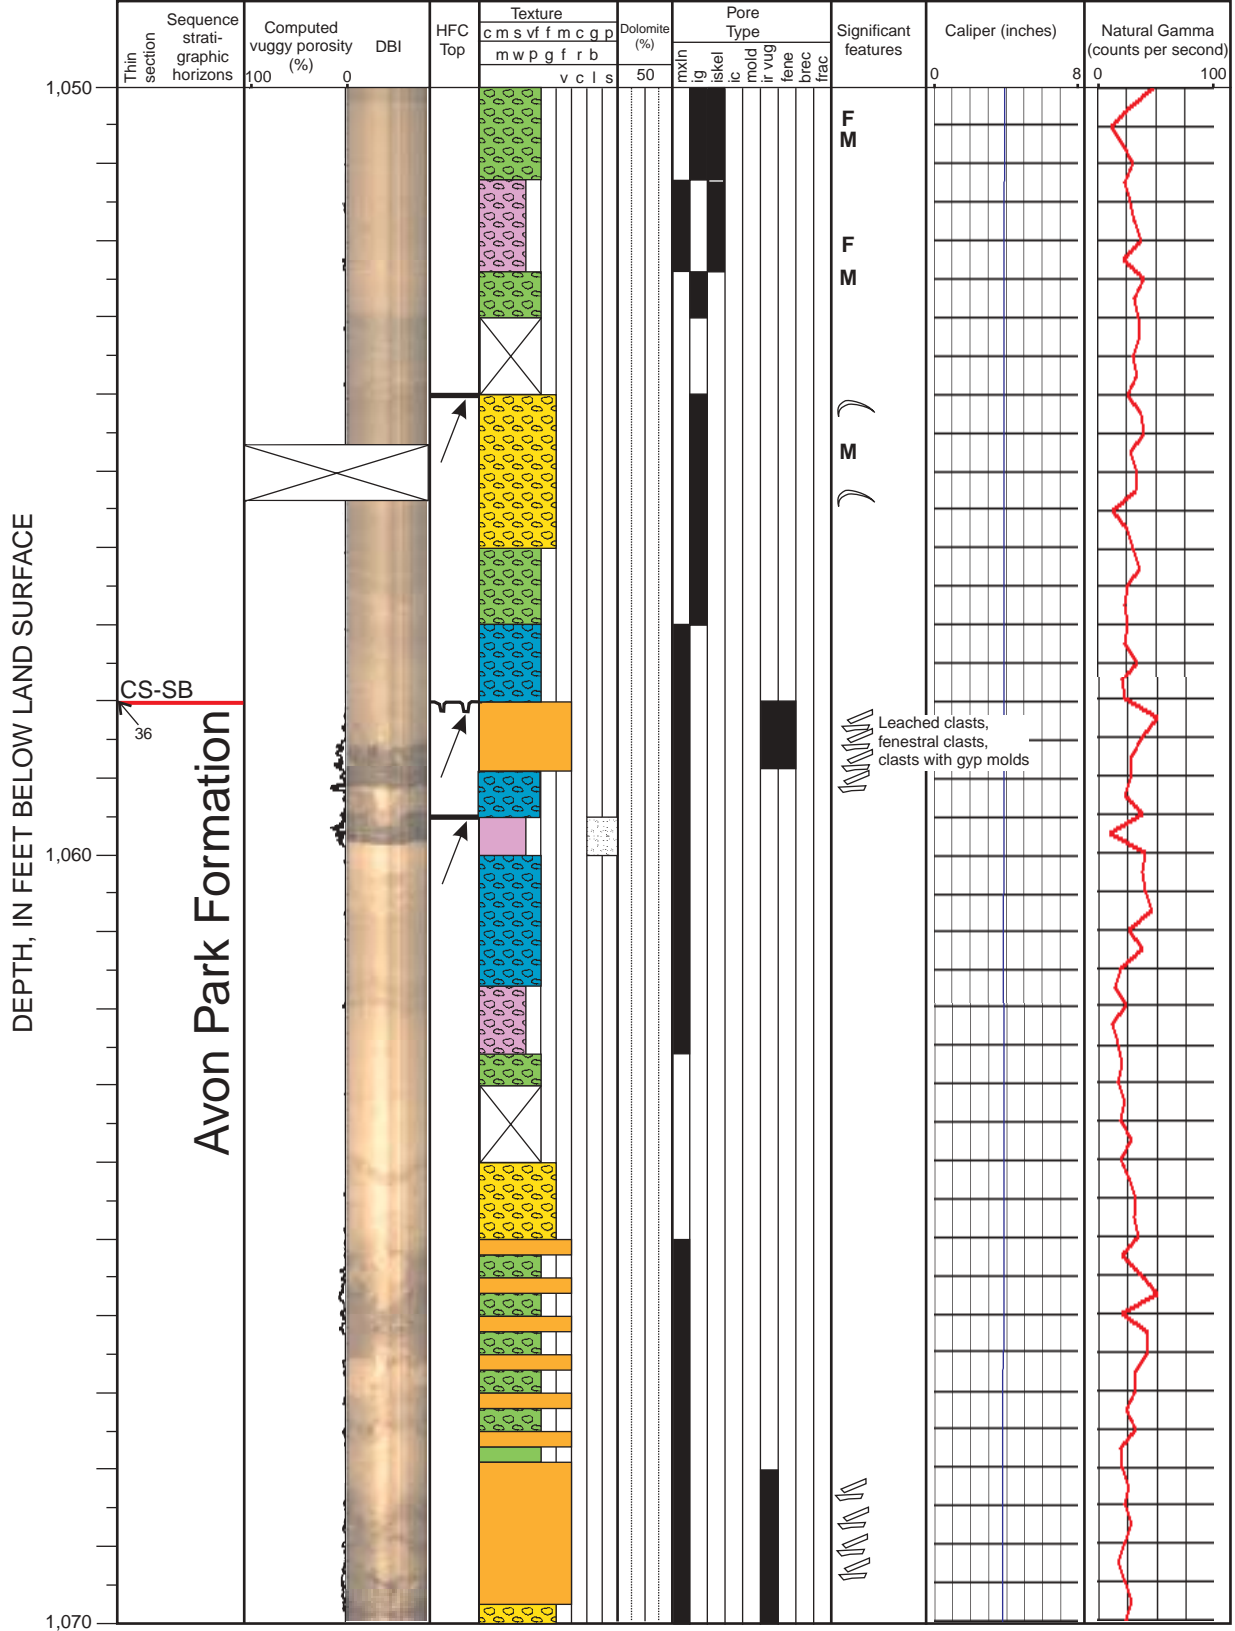 Thin
section
Sequence
strati-
graphic
horizons
Computed
vuggy porosity
(%)
100
0
DBI
HFC
Top
Texture
c m s vf f m c g p
m w p g f r b
v c l s
Dolomite
(%)
50
Pore
Type
mxln
ig
iskel
ic
mold
ir vug
fene
brec
frac
Significant
features
Caliper (inches)
0
8
Natural Gamma
(counts per second)
0
100
DEPTH, IN FEET BELOW LAND SURFACE
1,050
F
M
F
M
M
CS-SB
36
Avon Park Formation
Leached clasts,
fenestral clasts,
clasts with gyp molds
1,060
1,070